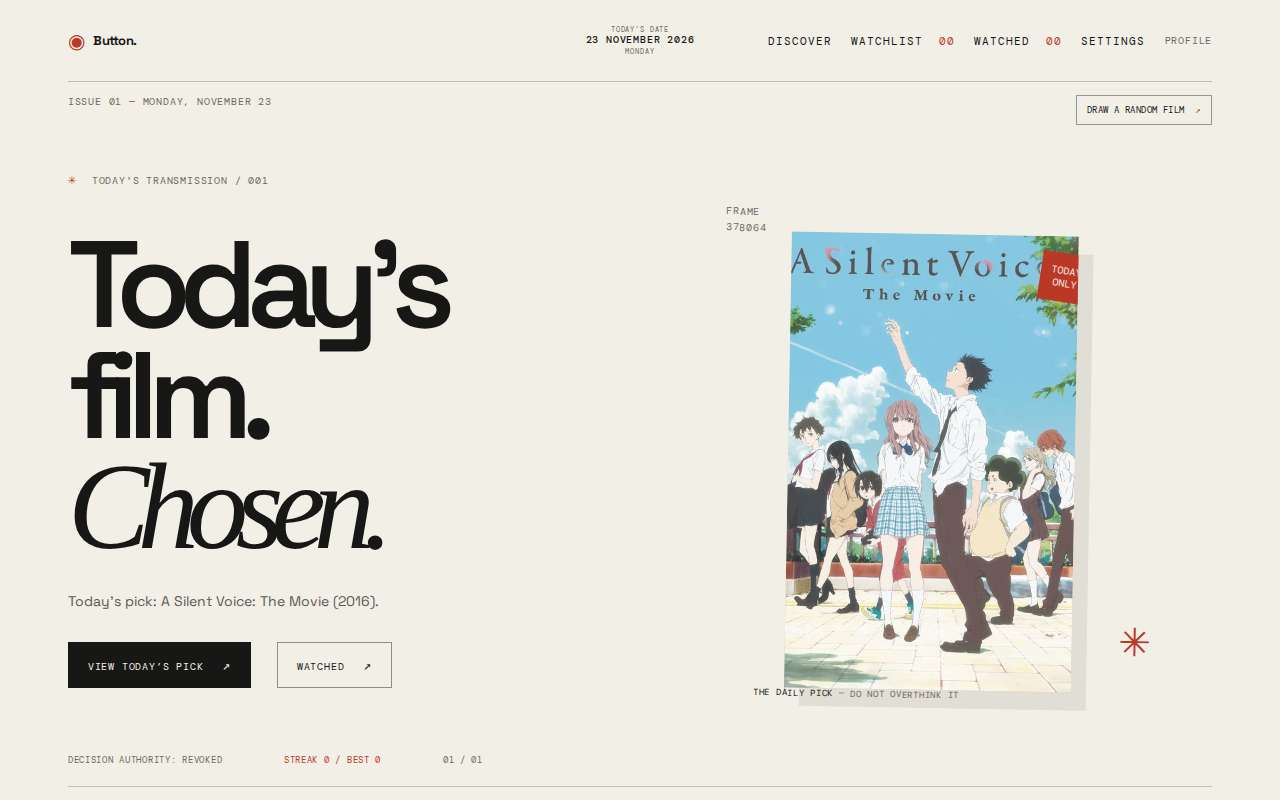 Button.
TODAY'S DATE
23 NOVEMBER 2026
MONDAY
DISCOVER WATCHLIST 00 WATCHED 00 SETTINGS PROFILE
ISSUE 01 — MONDAY, NOVEMBER 23
DRAW A RANDOM FILM ↗
✳ TODAY'S TRANSMISSION / 001
Today's
film.
Chosen.
Today's pick: A Silent Voice: The Movie (2016).
VIEW TODAY'S PICK ↗
WATCHED ↗
FRAME
378064
A Silent Voice
The Movie
TODAY
ONLY
THE DAILY PICK — DO NOT OVERTHINK IT
DECISION AUTHORITY: REVOKED
STREAK 0 / BEST 0
01 / 01